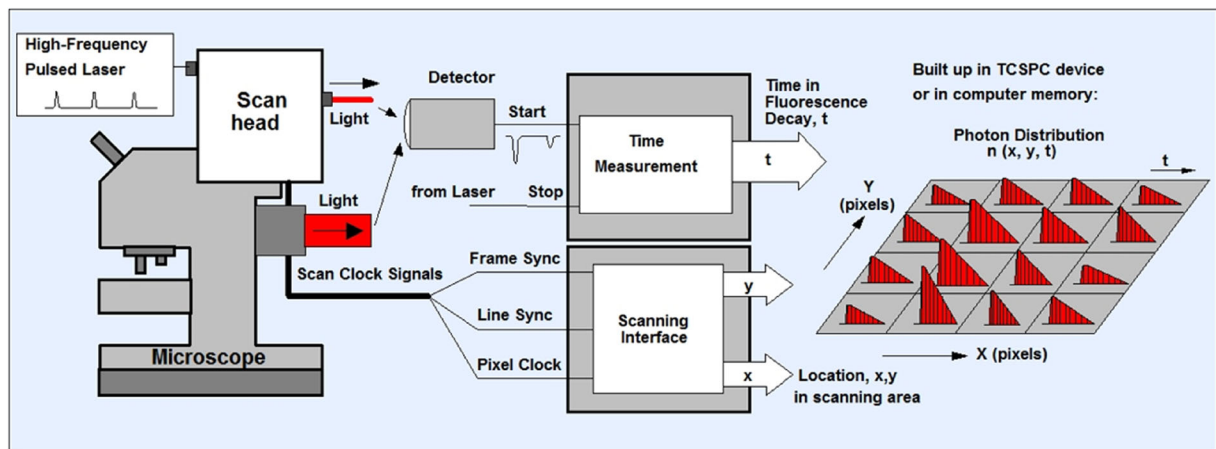 High-Frequency
Pulsed Laser
Scan
head
Light
Light
Microscope
Scan Clock Signals
Detector
Start
from Laser
Stop
Time
Measurement
t
Time in
Fluorescence
Decay, t
Frame Sync
Line Sync
Pixel Clock
Scanning
Interface
y
x
Location, x,y
in scanning area
Built up in TCSPC device
or in computer memory:
Photon Distribution
n (x, y, t)
t
Y
(pixels)
X (pixels)